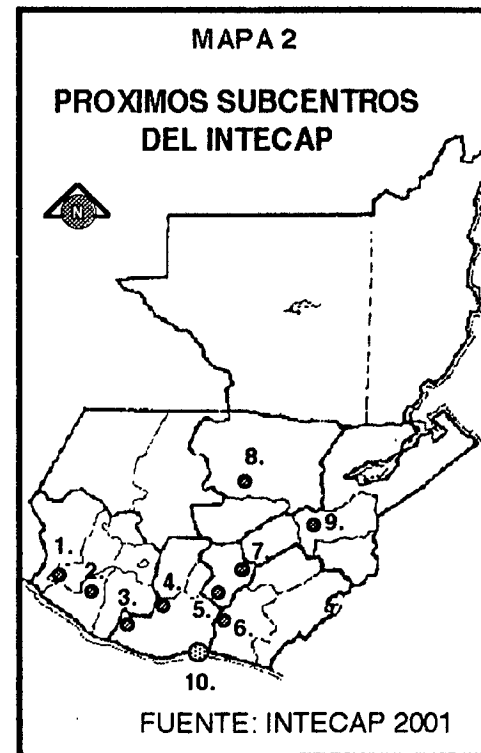 MAPA 2
PROXIMOS SUBCENTROS
DEL INTECAP
N
8.
9.
7.
1.
2.
4.
3.
5.
6.
10.
FUENTE: INTECAP 2001